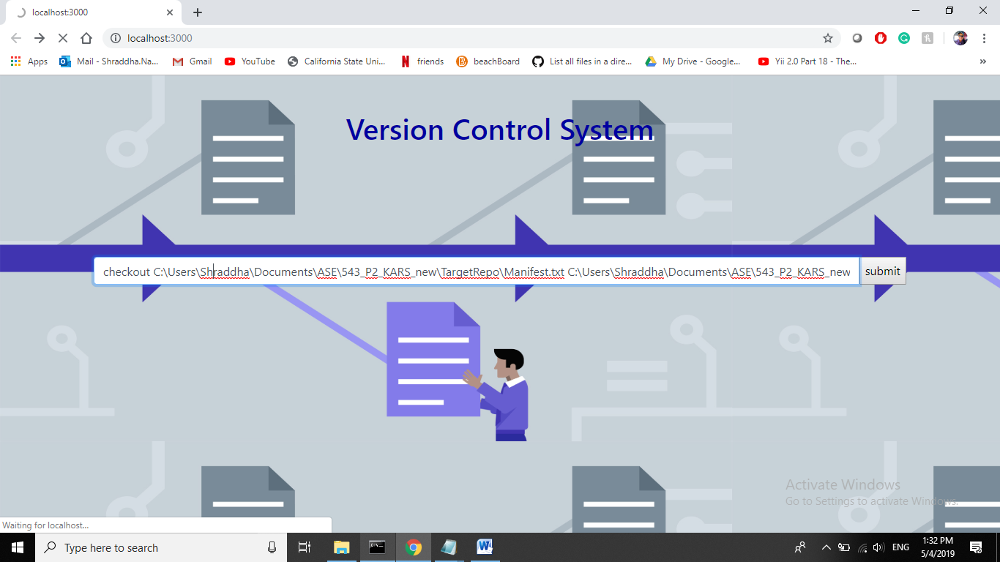 localhost:3000
localhost:3000
Apps Mail - Shraddha.Na... Gmail YouTube California State Uni... friends beachBoard List all files in a dire... My Drive - Google... Yii 2.0 Part 18 - The... »
Version Control System
checkout C:\Users\Shraddha\Documents\ASE\543_P2_KARS_new\TargetRepo\Manifest.txt C:\Users\Shraddha\Documents\ASE\543_P2_KARS_new submit
Activate Windows
Go to Settings to activate Windows.
Waiting for localhost...
Type here to search
ENG
1:32 PM
5/4/2019